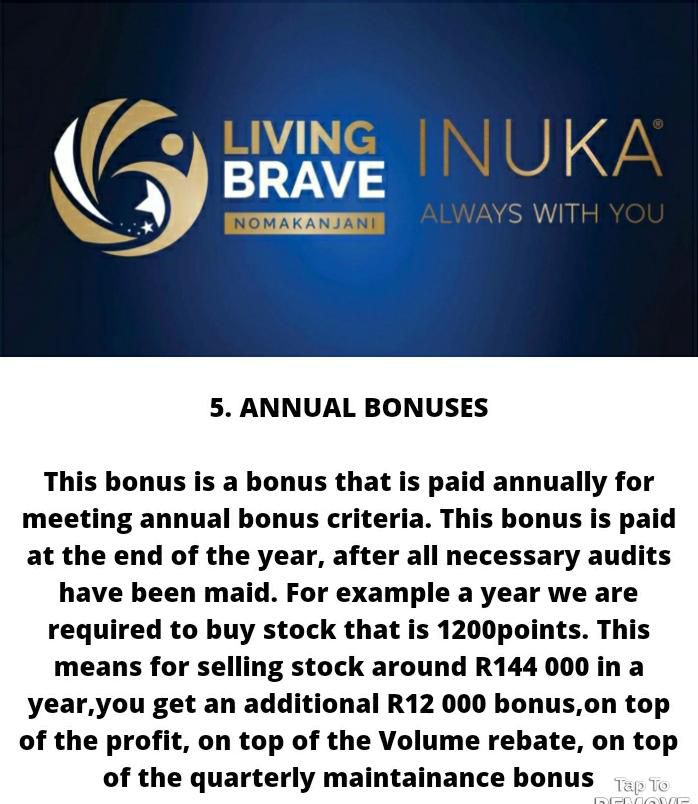 LIVING
BRAVE
NOMAKANJANI
INUKA®
ALWAYS WITH YOU
5. ANNUAL BONUSES
This bonus is a bonus that is paid annually for
meeting annual bonus criteria. This bonus is paid
at the end of the year, after all necessary audits
have been maid. For example a year we are
required to buy stock that is 1200points. This
means for selling stock around R144 000 in a
year,you get an additional R12 000 bonus,on top
of the profit, on top of the Volume rebate, on top
of the quarterly maintainance bonus
Tap To
REMOVE